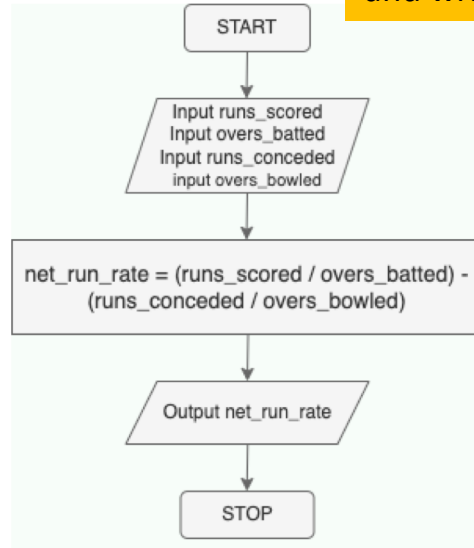 START
Input runs_scored
Input overs_batted
Input runs_conceded
input overs_bowled
net_run_rate = (runs_scored / overs_batted) -
(runs_conceded / overs_bowled)
Output net_run_rate
STOP